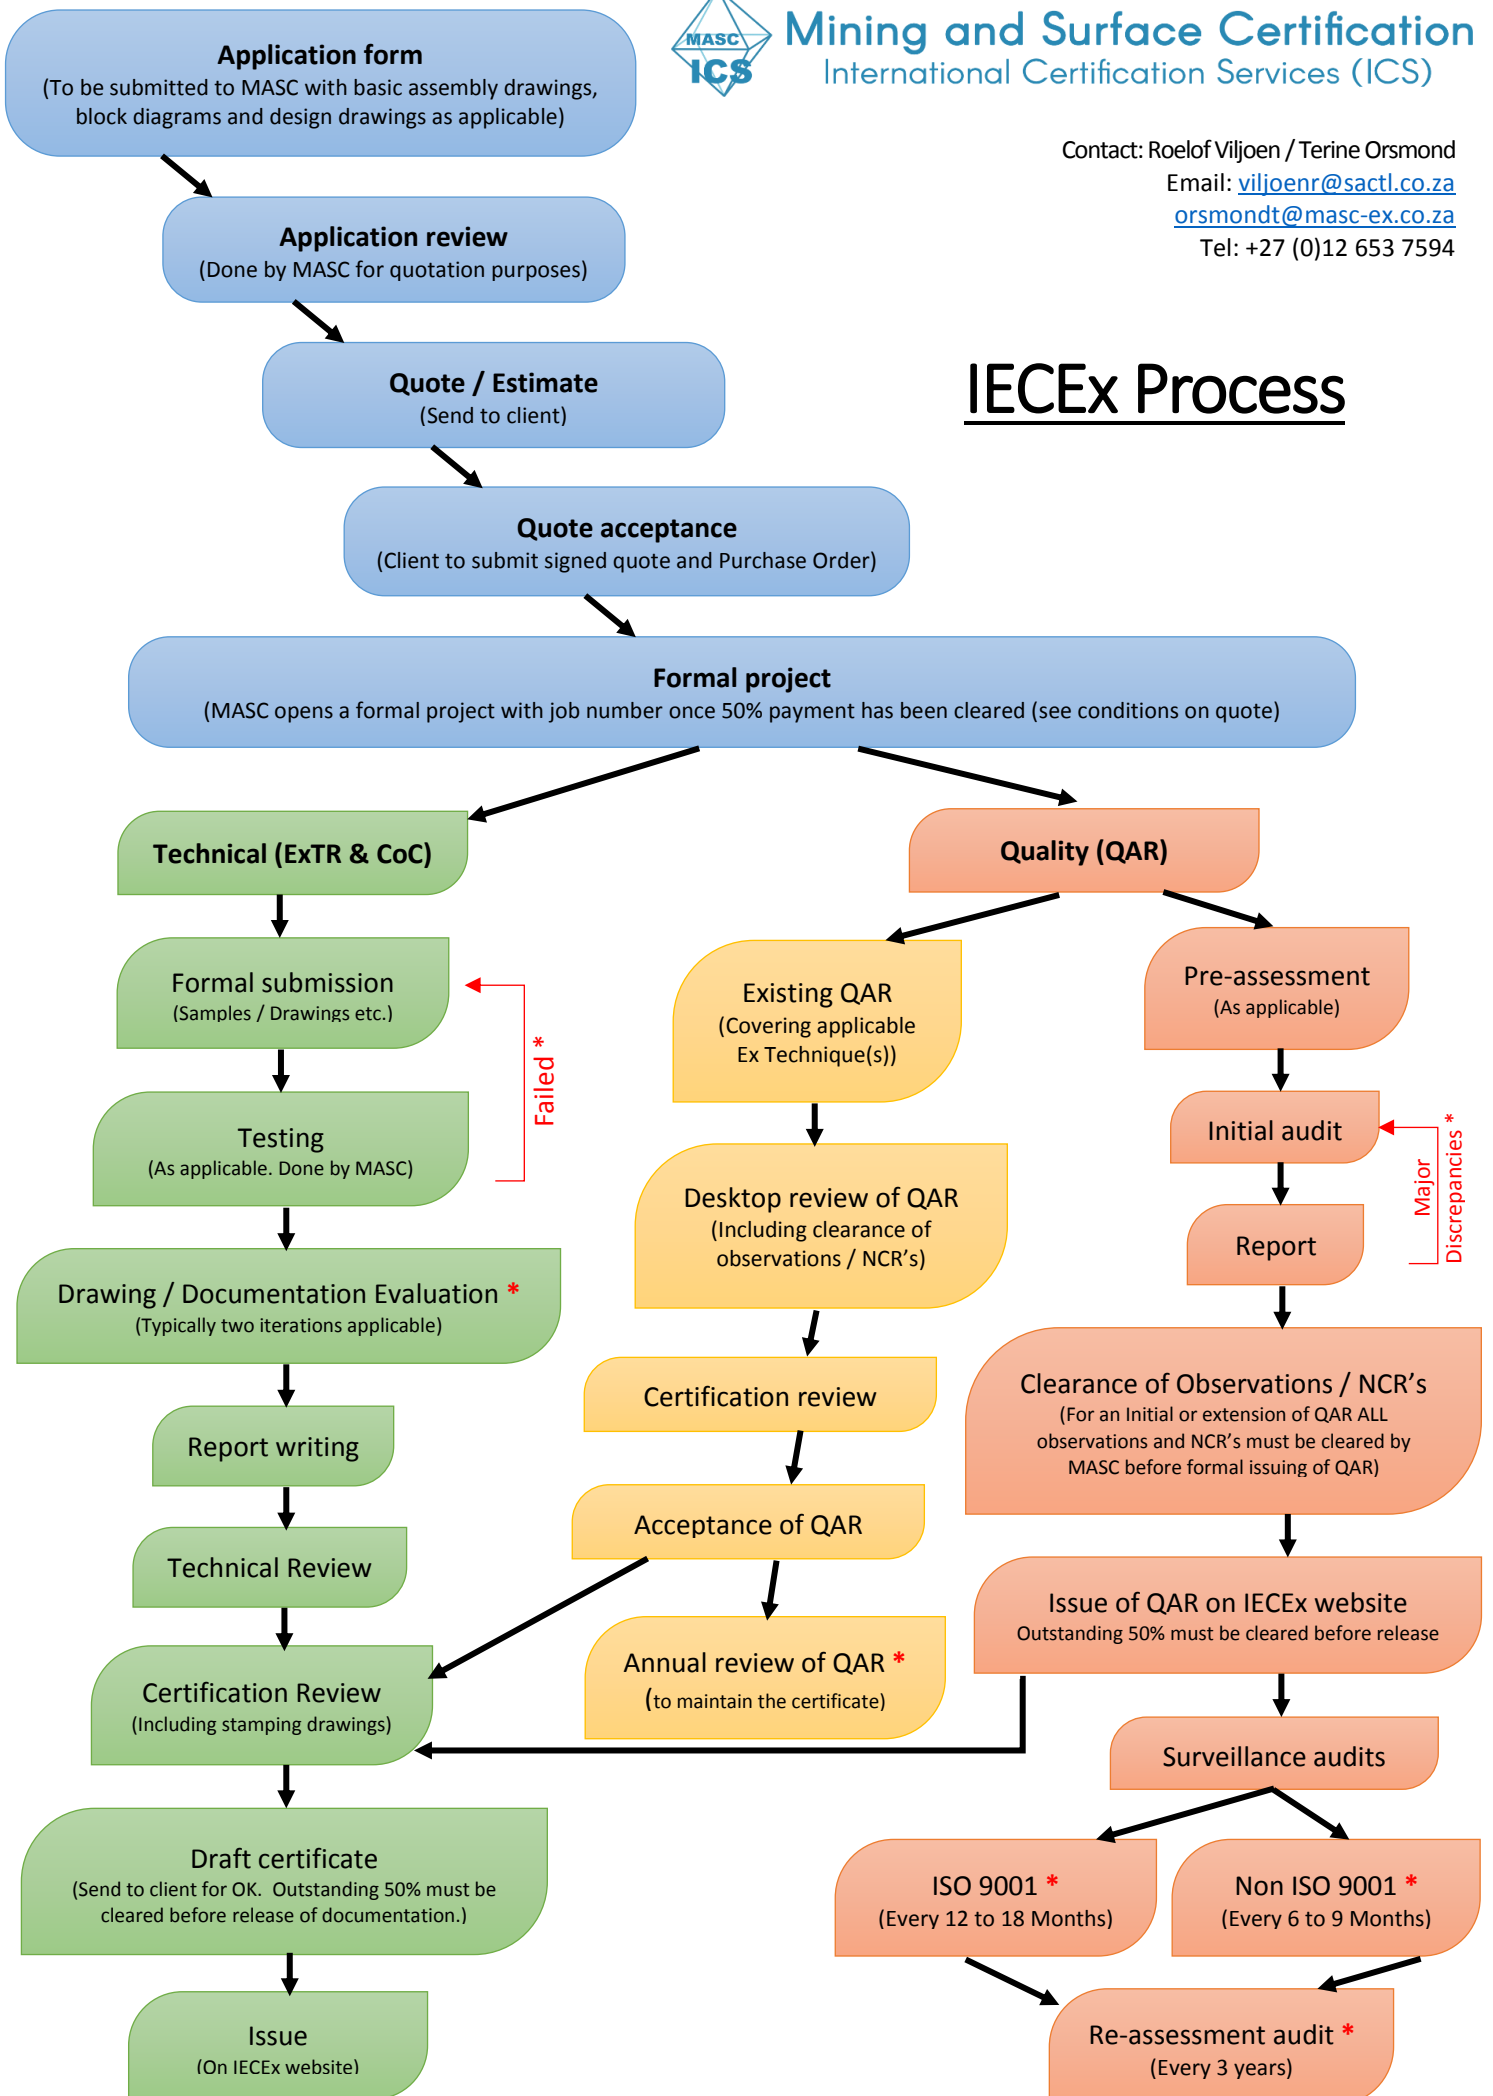 Application form
(To be submitted to MASC with basic assembly drawings,
block diagrams and design drawings as applicable)
MASC
ICS
Mining and Surface Certification
International Certification Services (ICS)
Contact: Roelof Viljoen / Terine Orsmond
Email: viljoenr@sactl.co.za
orsmondt@masc-ex.co.za
Tel: +27 (0)12 653 7594
Application review
(Done by MASC for quotation purposes)
Quote / Estimate
(Send to client)
IECEx Process
Quote acceptance
(Client to submit signed quote and Purchase Order)
Formal project
(MASC opens a formal project with job number once 50% payment has been cleared (see conditions on quote)
Technical (ExTR & CoC)
Formal submission
(Samples / Drawings etc.)
Failed *
Testing
(As applicable. Done by MASC)
Drawing / Documentation Evaluation *
(Typically two iterations applicable)
Report writing
Technical Review
Certification Review
(Including stamping drawings)
Draft certificate
(Send to client for OK.  Outstanding 50% must be
cleared before release of documentation.)
Issue
(On IECEx website)
Quality (QAR)
Existing QAR
(Covering applicable
Ex Technique(s))
Desktop review of QAR
(Including clearance of
observations / NCR's)
Certification review
Acceptance of QAR
Annual review of QAR *
(to maintain the certificate)
Pre-assessment
(As applicable)
Initial audit
Major
Discrepancies *
Report
Clearance of Observations / NCR's
(For an Initial or extension of QAR ALL
observations and NCR's must be cleared by
MASC before formal issuing of QAR)
Issue of QAR on IECEx website
Outstanding 50% must be cleared before release
Surveillance audits
ISO 9001 *
(Every 12 to 18 Months)
Non ISO 9001 *
(Every 6 to 9 Months)
Re-assessment audit *
(Every 3 years)